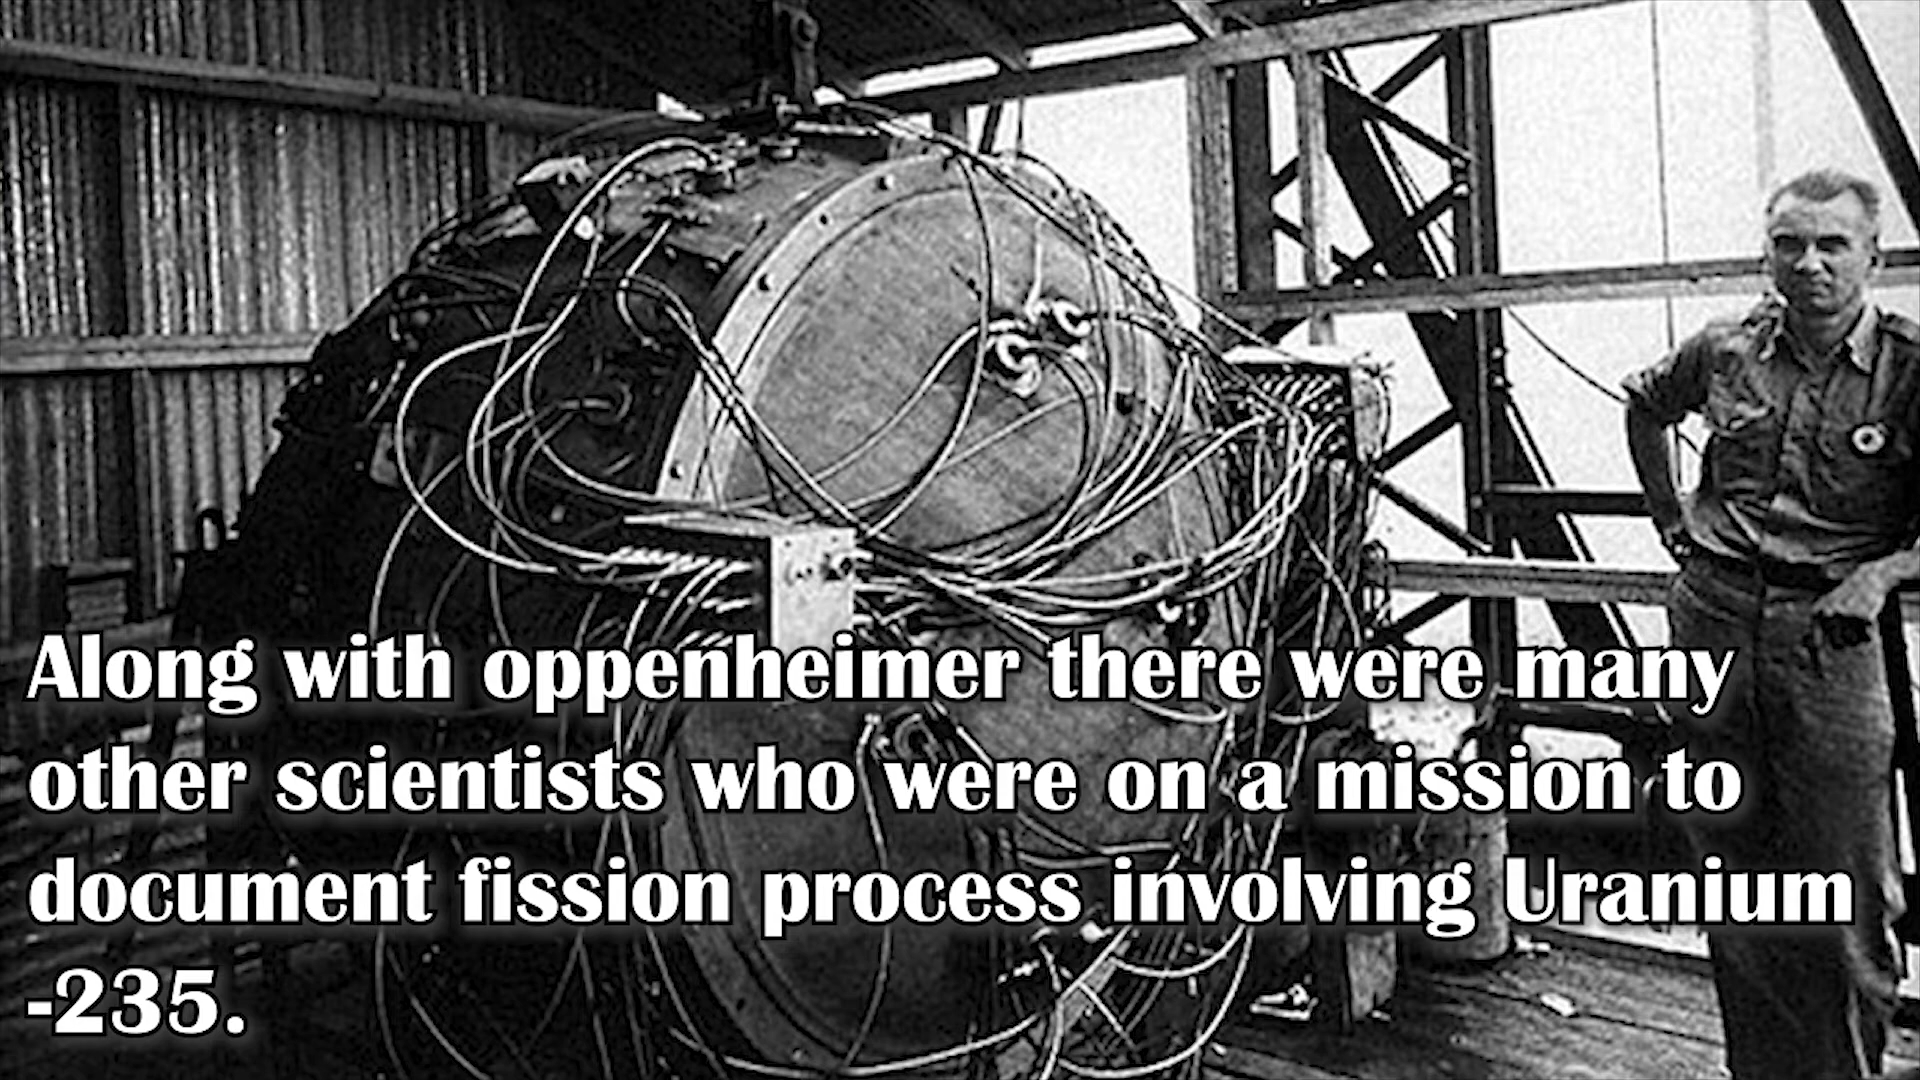 Along with oppenheimer there were many
other scientists who were on a mission to
document fission process involving Uranium
-235.